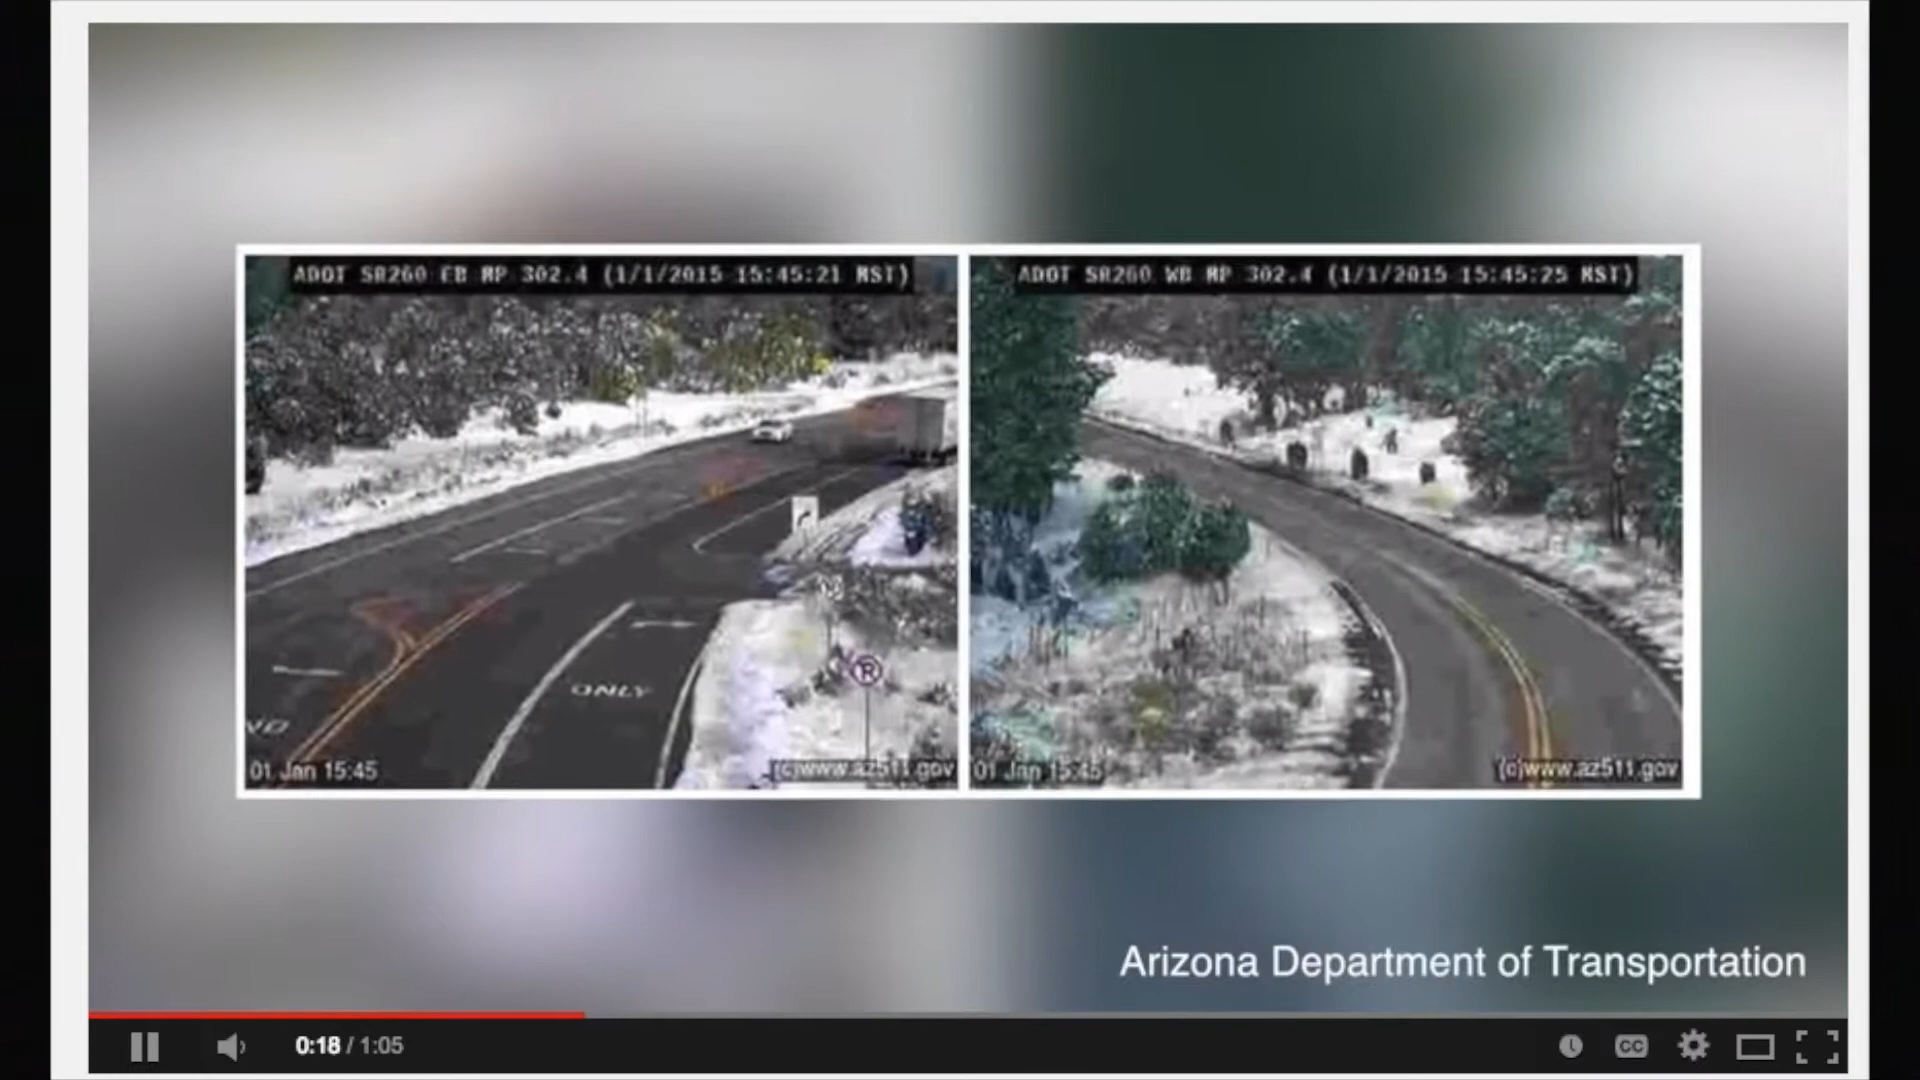 ADOT SR260 EB MP 302.4 (1/1/2015 15:45:21 MST)
ADOT SR260 WB MP 302.4 (1/1/2015 15:45:25 MST)
ONLY
01 Jan 15:45
(c)www.az511.gov
01 Jan 15:45
(c)www.az511.gov
Arizona Department of Transportation
0:18 / 1:05
CC